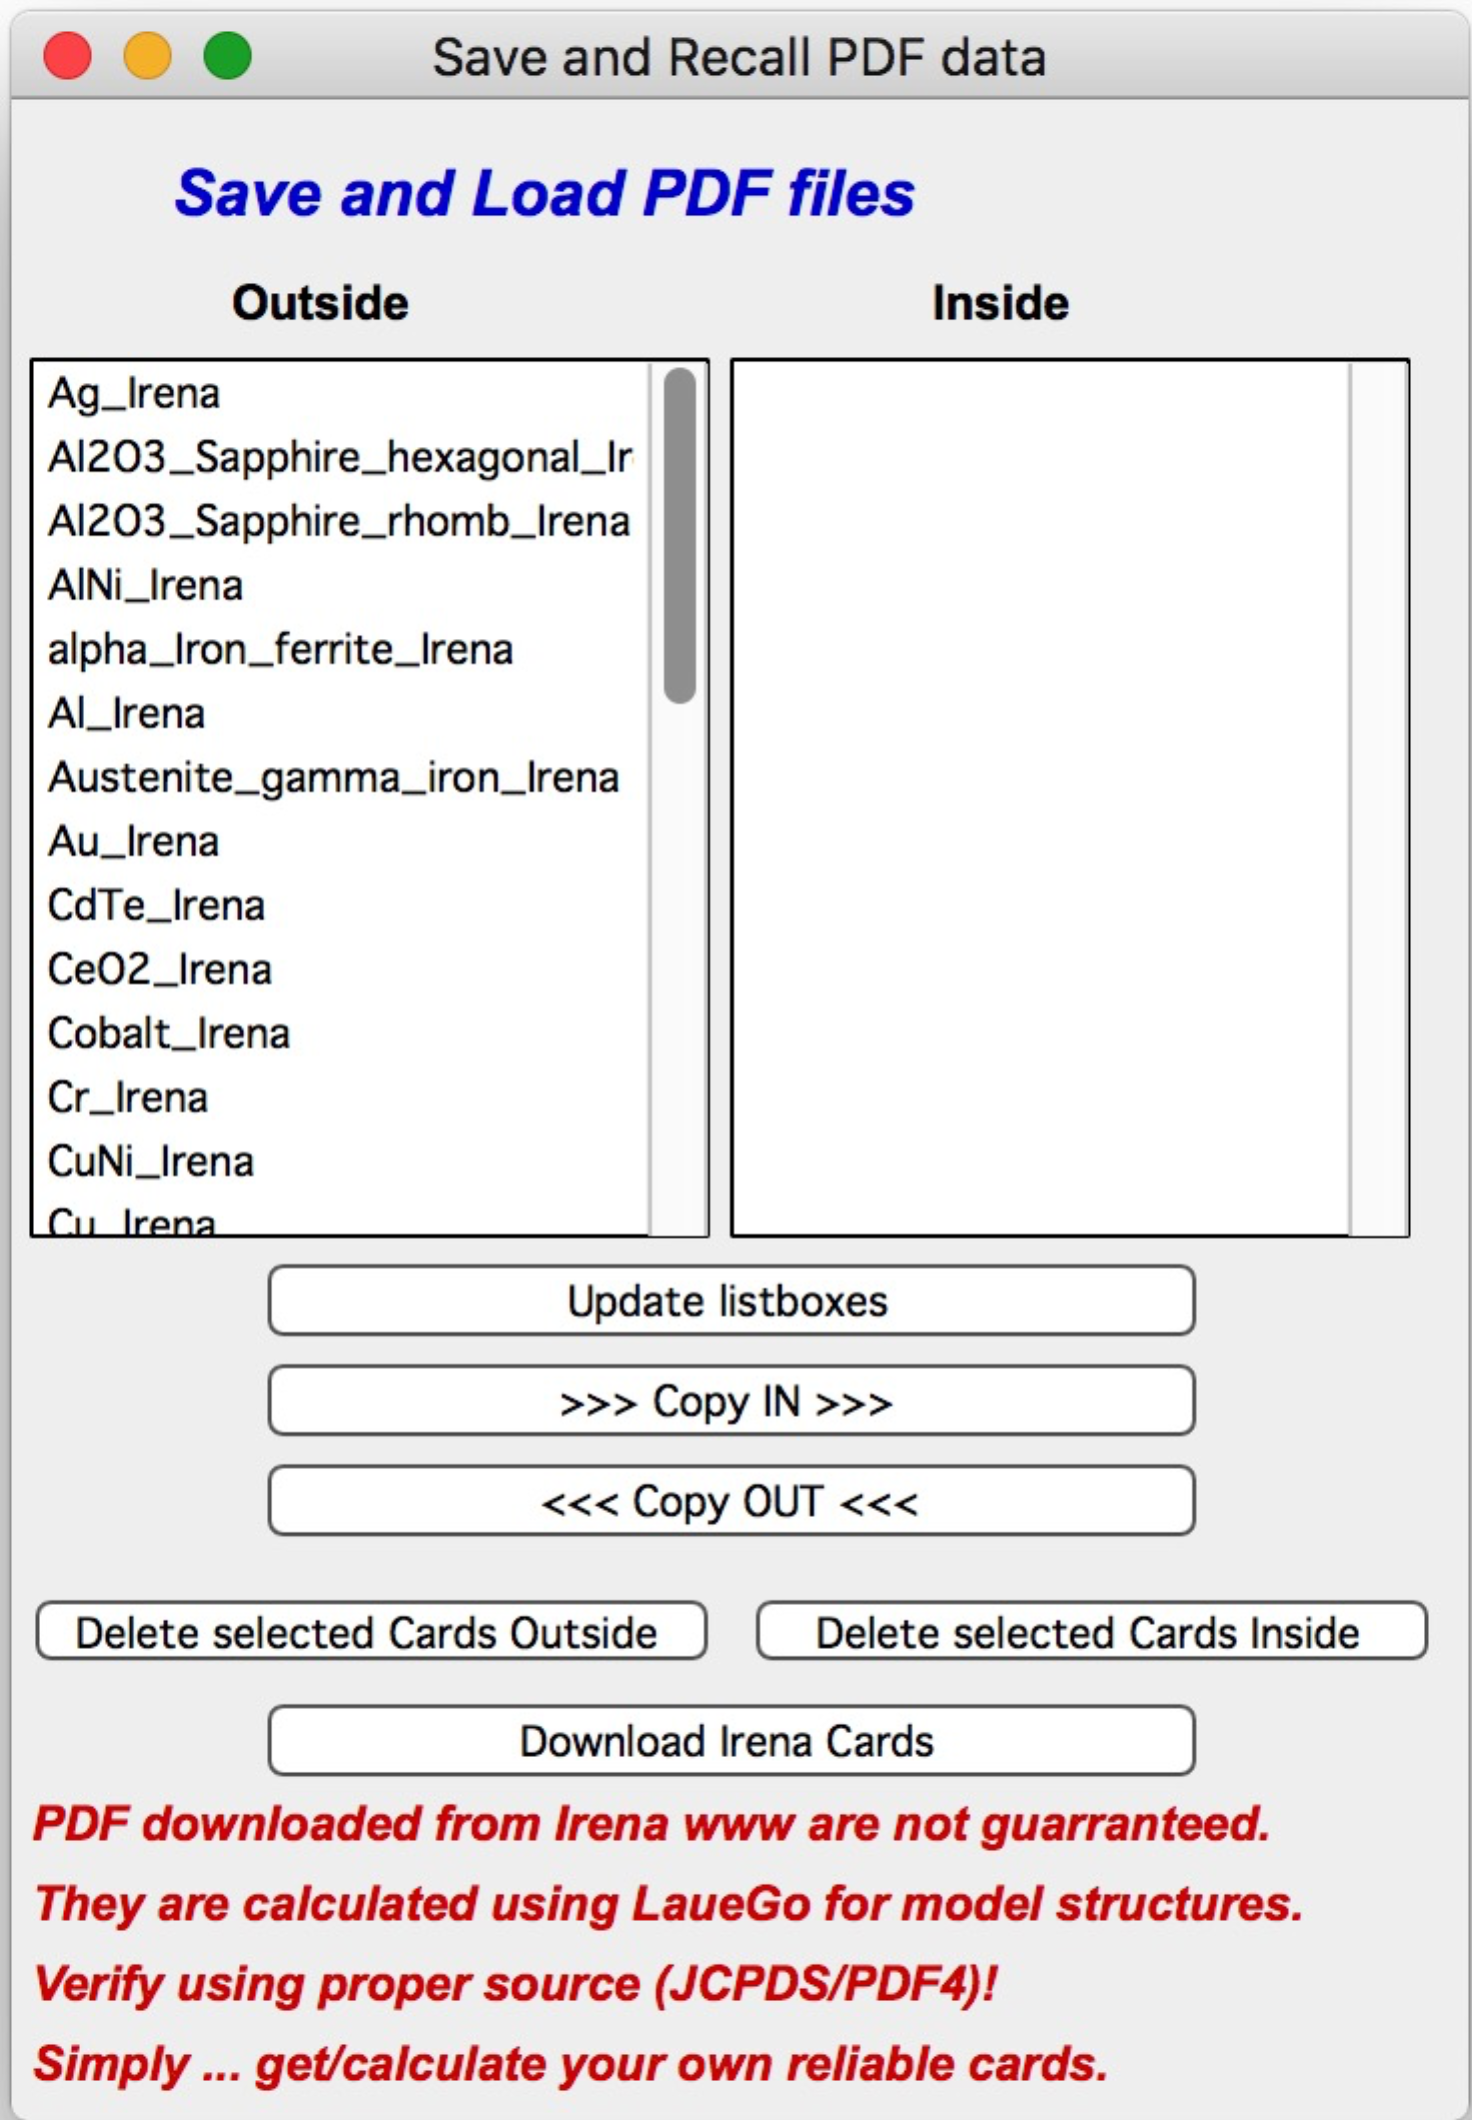 Save and Recall PDF data
Save and Load PDF files
Outside
Inside
Ag_Irena
Al2O3_Sapphire_hexagonal_Ir
Al2O3_Sapphire_rhomb_Irena
AlNi_Irena
alpha_Iron_ferrite_Irena
Al_Irena
Austenite_gamma_iron_Irena
Au_Irena
CdTe_Irena
CeO2_Irena
Cobalt_Irena
Cr_Irena
CuNi_Irena
Cu_Irena
Update listboxes
>>> Copy IN >>>
<<< Copy OUT <<<
Delete selected Cards Outside
Delete selected Cards Inside
Download Irena Cards
PDF downloaded from Irena www are not guarranteed.
They are calculated using LaueGo for model structures.
Verify using proper source (JCPDS/PDF4)!
Simply ... get/calculate your own reliable cards.